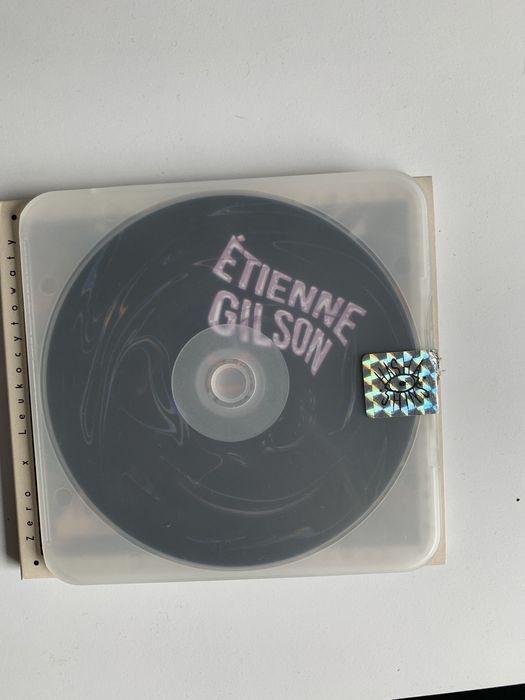 ÉTIENNE
GILSON
Zero x Leukocytowaty